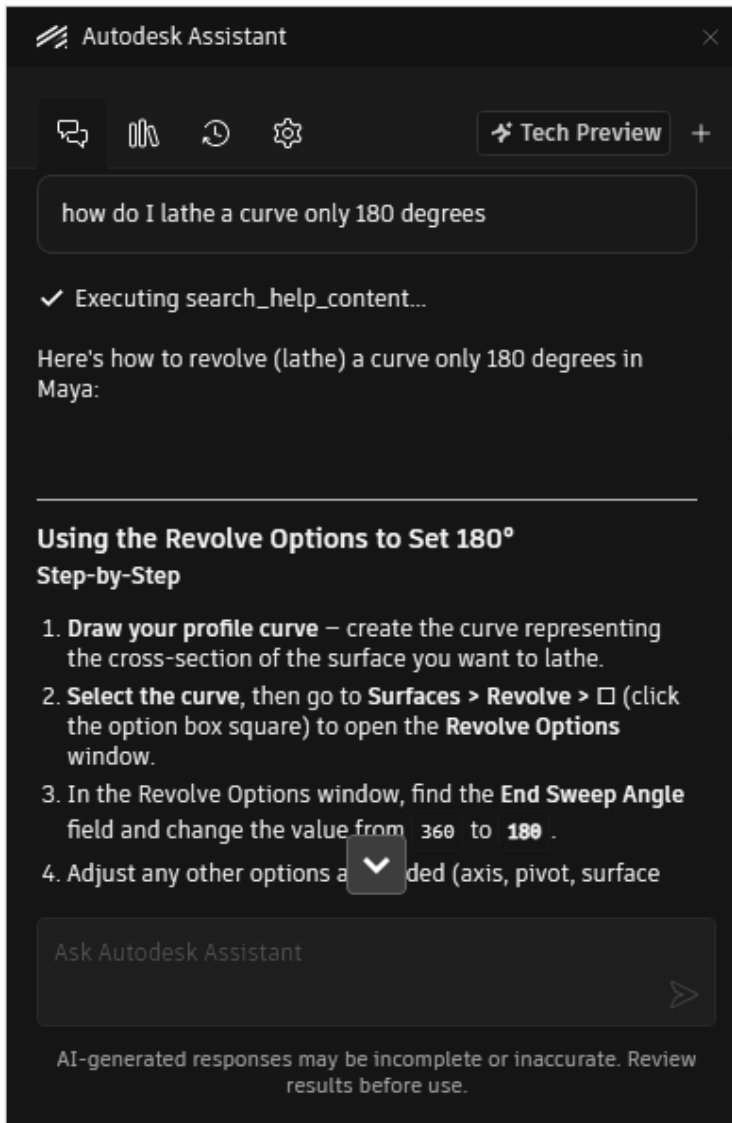 Autodesk Assistant
Tech Preview
how do I lathe a curve only 180 degrees
Executing search_help_content...
Here's how to revolve (lathe) a curve only 180 degrees in
Maya:
Using the Revolve Options to Set 180°
Step-by-Step
1. Draw your profile curve – create the curve representing
the cross-section of the surface you want to lathe.
2. Select the curve, then go to Surfaces > Revolve > □ (click
the option box square) to open the Revolve Options
window.
3. In the Revolve Options window, find the End Sweep Angle
field and change the value from 360 to 180 .
4. Adjust any other options a ded (axis, pivot, surface
Ask Autodesk Assistant
AI-generated responses may be incomplete or inaccurate. Review
results before use.